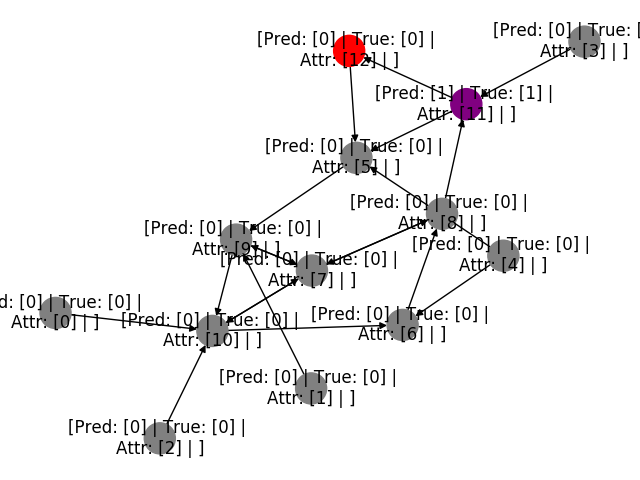 [Pred: [0] | True: [
Attr: [3] | ]
[Pred: [0] | True: [0] |
Attr: [12] | ]
[Pred: [1] | True: [1] |
Attr: [11] | ]
[Pred: [0] | True: [0] |
Attr: [5] | ]
[Pred: [0] | True: [0] |
Attr: [8] | ]
[Pred: [0] | True: [0] |
Attr: [9] | ]
[Pred: [0] | True: [0] |
Attr: [4] | ]
[Pred: [0] | True: [0] |
Attr: [7] | ]
d: [0] | True: [0] |
Attr: [0] | ]
[Pred: [0] | True: [0] |
Attr: [10] | ]
[Pred: [0] | True: [0] |
Attr: [6] | ]
[Pred: [0] | True: [0] |
Attr: [1] | ]
[Pred: [0] | True: [0] |
Attr: [2] | ]